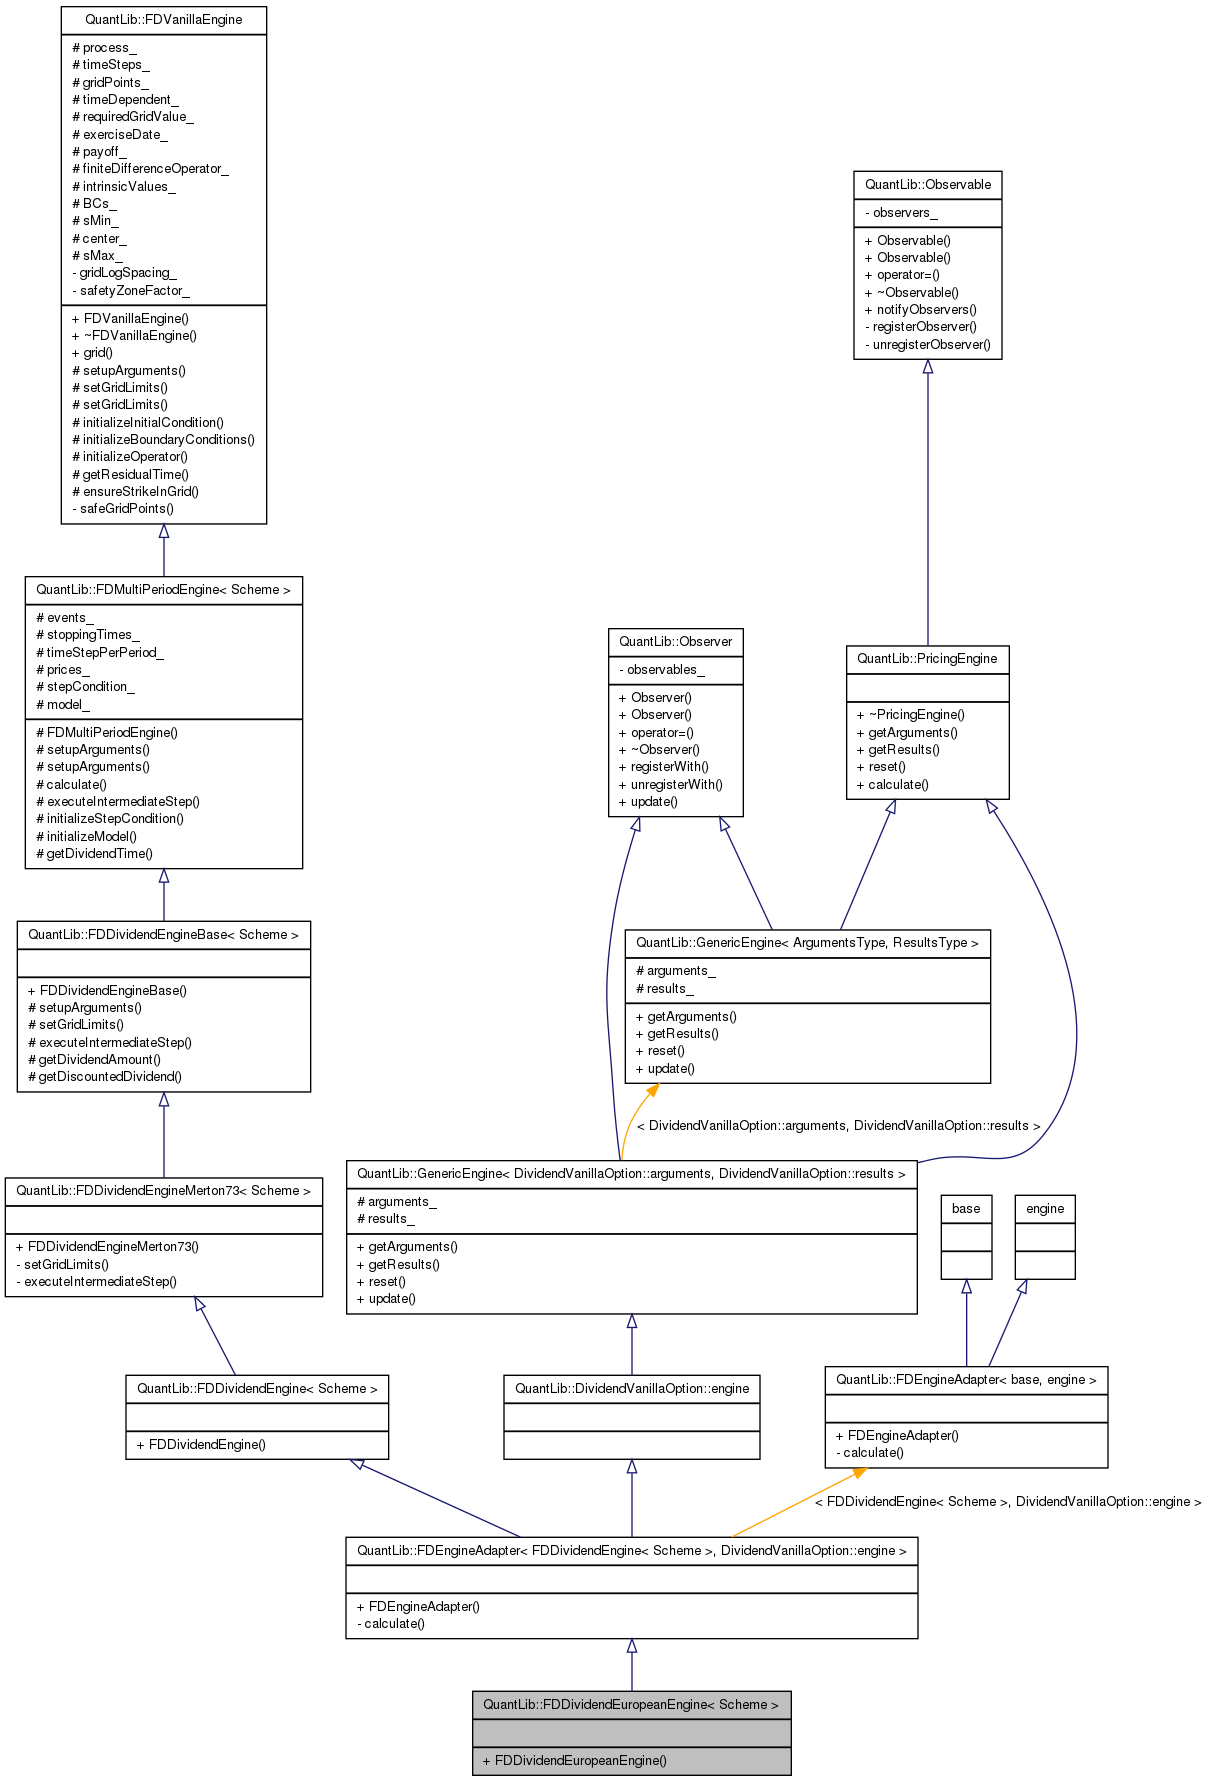 QuantLib::FDVanillaEngine
# process_
# timeSteps_
# gridPoints_
# timeDependent_
# requiredGridValue_
# exerciseDate_
# payoff_
# finiteDifferenceOperator_
# intrinsicValues_
# BCs_
# sMin_
# center_
# sMax_
- gridLogSpacing_
- safetyZoneFactor_
+ FDVanillaEngine()
+ ~FDVanillaEngine()
+ grid()
# setupArguments()
# setGridLimits()
# setGridLimits()
# initializeInitialCondition()
# initializeBoundaryConditions()
# initializeOperator()
# getResidualTime()
# ensureStrikeInGrid()
- safeGridPoints()
QuantLib::Observable
- observers_
+ Observable()
+ Observable()
+ operator=()
+ ~Observable()
+ notifyObservers()
- registerObserver()
- unregisterObserver()
QuantLib::FDMultiPeriodEngine< Scheme >
# events_
# stoppingTimes_
# timeStepPerPeriod_
# prices_
# stepCondition_
# model_
# FDMultiPeriodEngine()
# setupArguments()
# setupArguments()
# calculate()
# executeIntermediateStep()
# initializeStepCondition()
# initializeModel()
# getDividendTime()
QuantLib::Observer
- observables_
+ Observer()
+ Observer()
+ operator=()
+ ~Observer()
+ registerWith()
+ unregisterWith()
+ update()
QuantLib::PricingEngine
+ ~PricingEngine()
+ getArguments()
+ getResults()
+ reset()
+ calculate()
QuantLib::FDDividendEngineBase< Scheme >
+ FDDividendEngineBase()
# setupArguments()
# setGridLimits()
# executeIntermediateStep()
# getDividendAmount()
# getDiscountedDividend()
QuantLib::GenericEngine< ArgumentsType, ResultsType >
# arguments_
# results_
+ getArguments()
+ getResults()
+ reset()
+ update()
< DividendVanillaOption::arguments, DividendVanillaOption::results >
QuantLib::FDDividendEngineMerton73< Scheme >
+ FDDividendEngineMerton73()
- setGridLimits()
- executeIntermediateStep()
QuantLib::GenericEngine< DividendVanillaOption::arguments, DividendVanillaOption::results >
# arguments_
# results_
+ getArguments()
+ getResults()
+ reset()
+ update()
base
engine
QuantLib::FDDividendEngine< Scheme >
+ FDDividendEngine()
QuantLib::DividendVanillaOption::engine
QuantLib::FDEngineAdapter< base, engine >
+ FDEngineAdapter()
- calculate()
< FDDividendEngine< Scheme >, DividendVanillaOption::engine >
QuantLib::FDEngineAdapter< FDDividendEngine< Scheme >, DividendVanillaOption::engine >
+ FDEngineAdapter()
- calculate()
QuantLib::FDDividendEuropeanEngine< Scheme >
+ FDDividendEuropeanEngine()